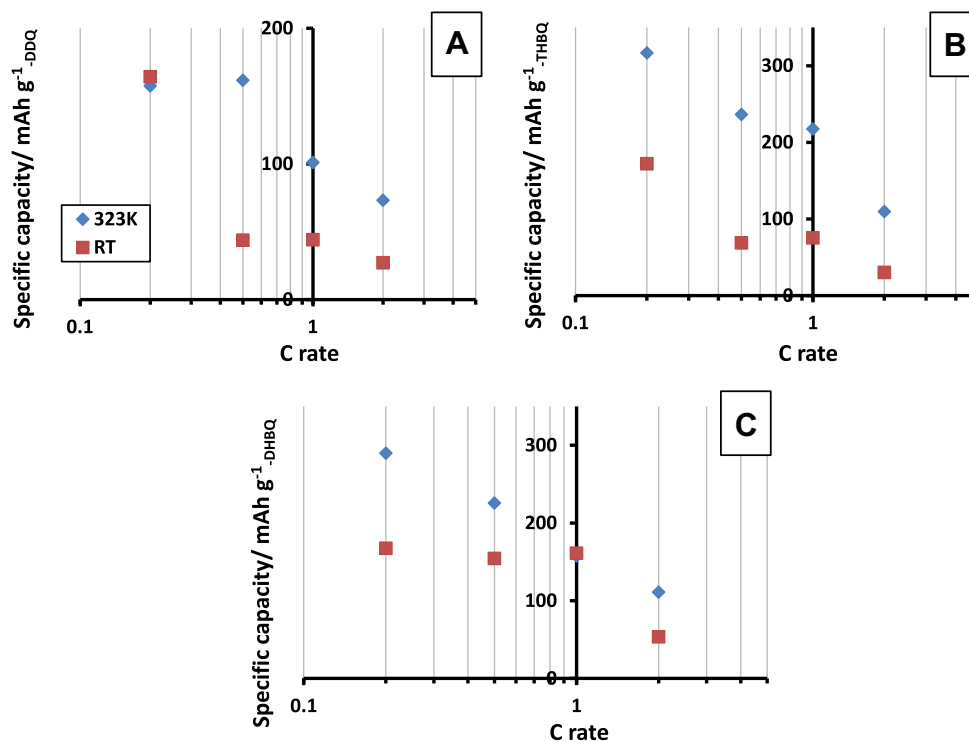 A
Specific capacity/ mAh g⁻¹-DDQ
200
100
0
323K
RT
0.1
1
C rate
B
Specific capacity/ mAh g⁻¹-THBQ
300
200
100
0
0.1
1
C rate
C
Specific capacity/ mAh g⁻¹-DHBQ
300
200
100
0
0.1
1
C rate